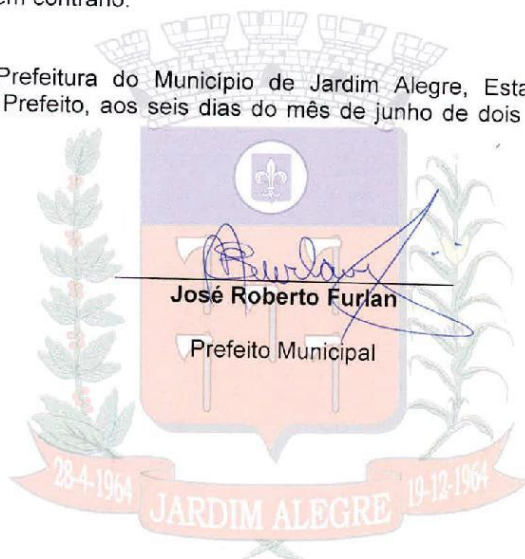 em contrário.
Prefeitura do Município de Jardim Alegre, Esta
Prefeito, aos seis dias do mês de junho de dois
José Roberto Furlan
Prefeito Municipal
28-4-1964
JARDIM ALEGRE
19-12-1964